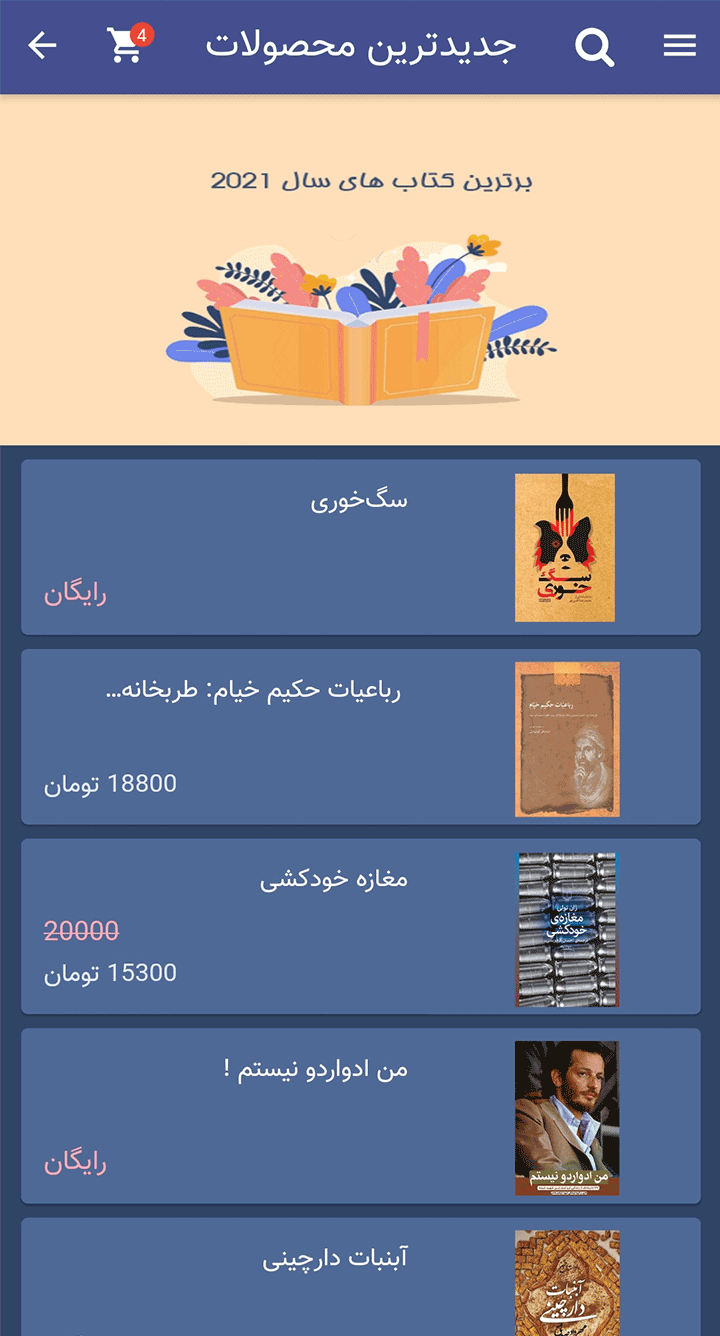 جدیدترین محصولات
4
برترین کتاب های سال 2021
سگ‌خوری
رایگان
سگ
خوری
رباعیات حکیم خیام: طربخانه...
18800 تومان
رباعیات حکیم خیام
مغازه خودکشی
20000
15300 تومان
ژان تولی
مغازه‌ی
خودکشی
من ادواردو نیستم !
رایگان
من ادواردو نیستم
آبنبات دارچینی
آبنبات
دارچینی